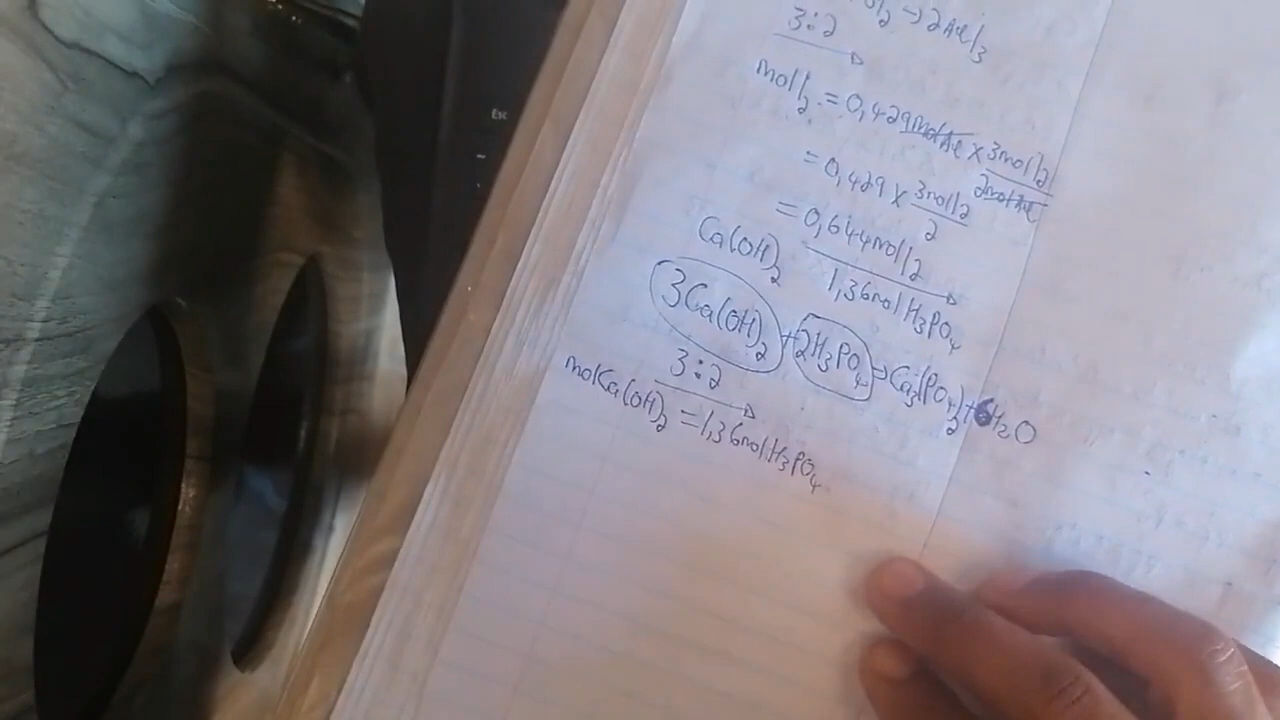 → 2AlCl₃
3:2
mol I₂ = 0,429 mol Al × 3 mol I₂ / 2 mol Al
= 0,429 × 3 mol I₂ / 2
= 0,644 mol I₂
Ca(OH)₂ 1,36 mol H₃PO₄
3Ca(OH)₂ + 2H₃PO₄ → Ca₃(PO₄)₂ + 6H₂O
3:2
mol Ca(OH)₂ = 1,36 mol H₃PO₄
Esc